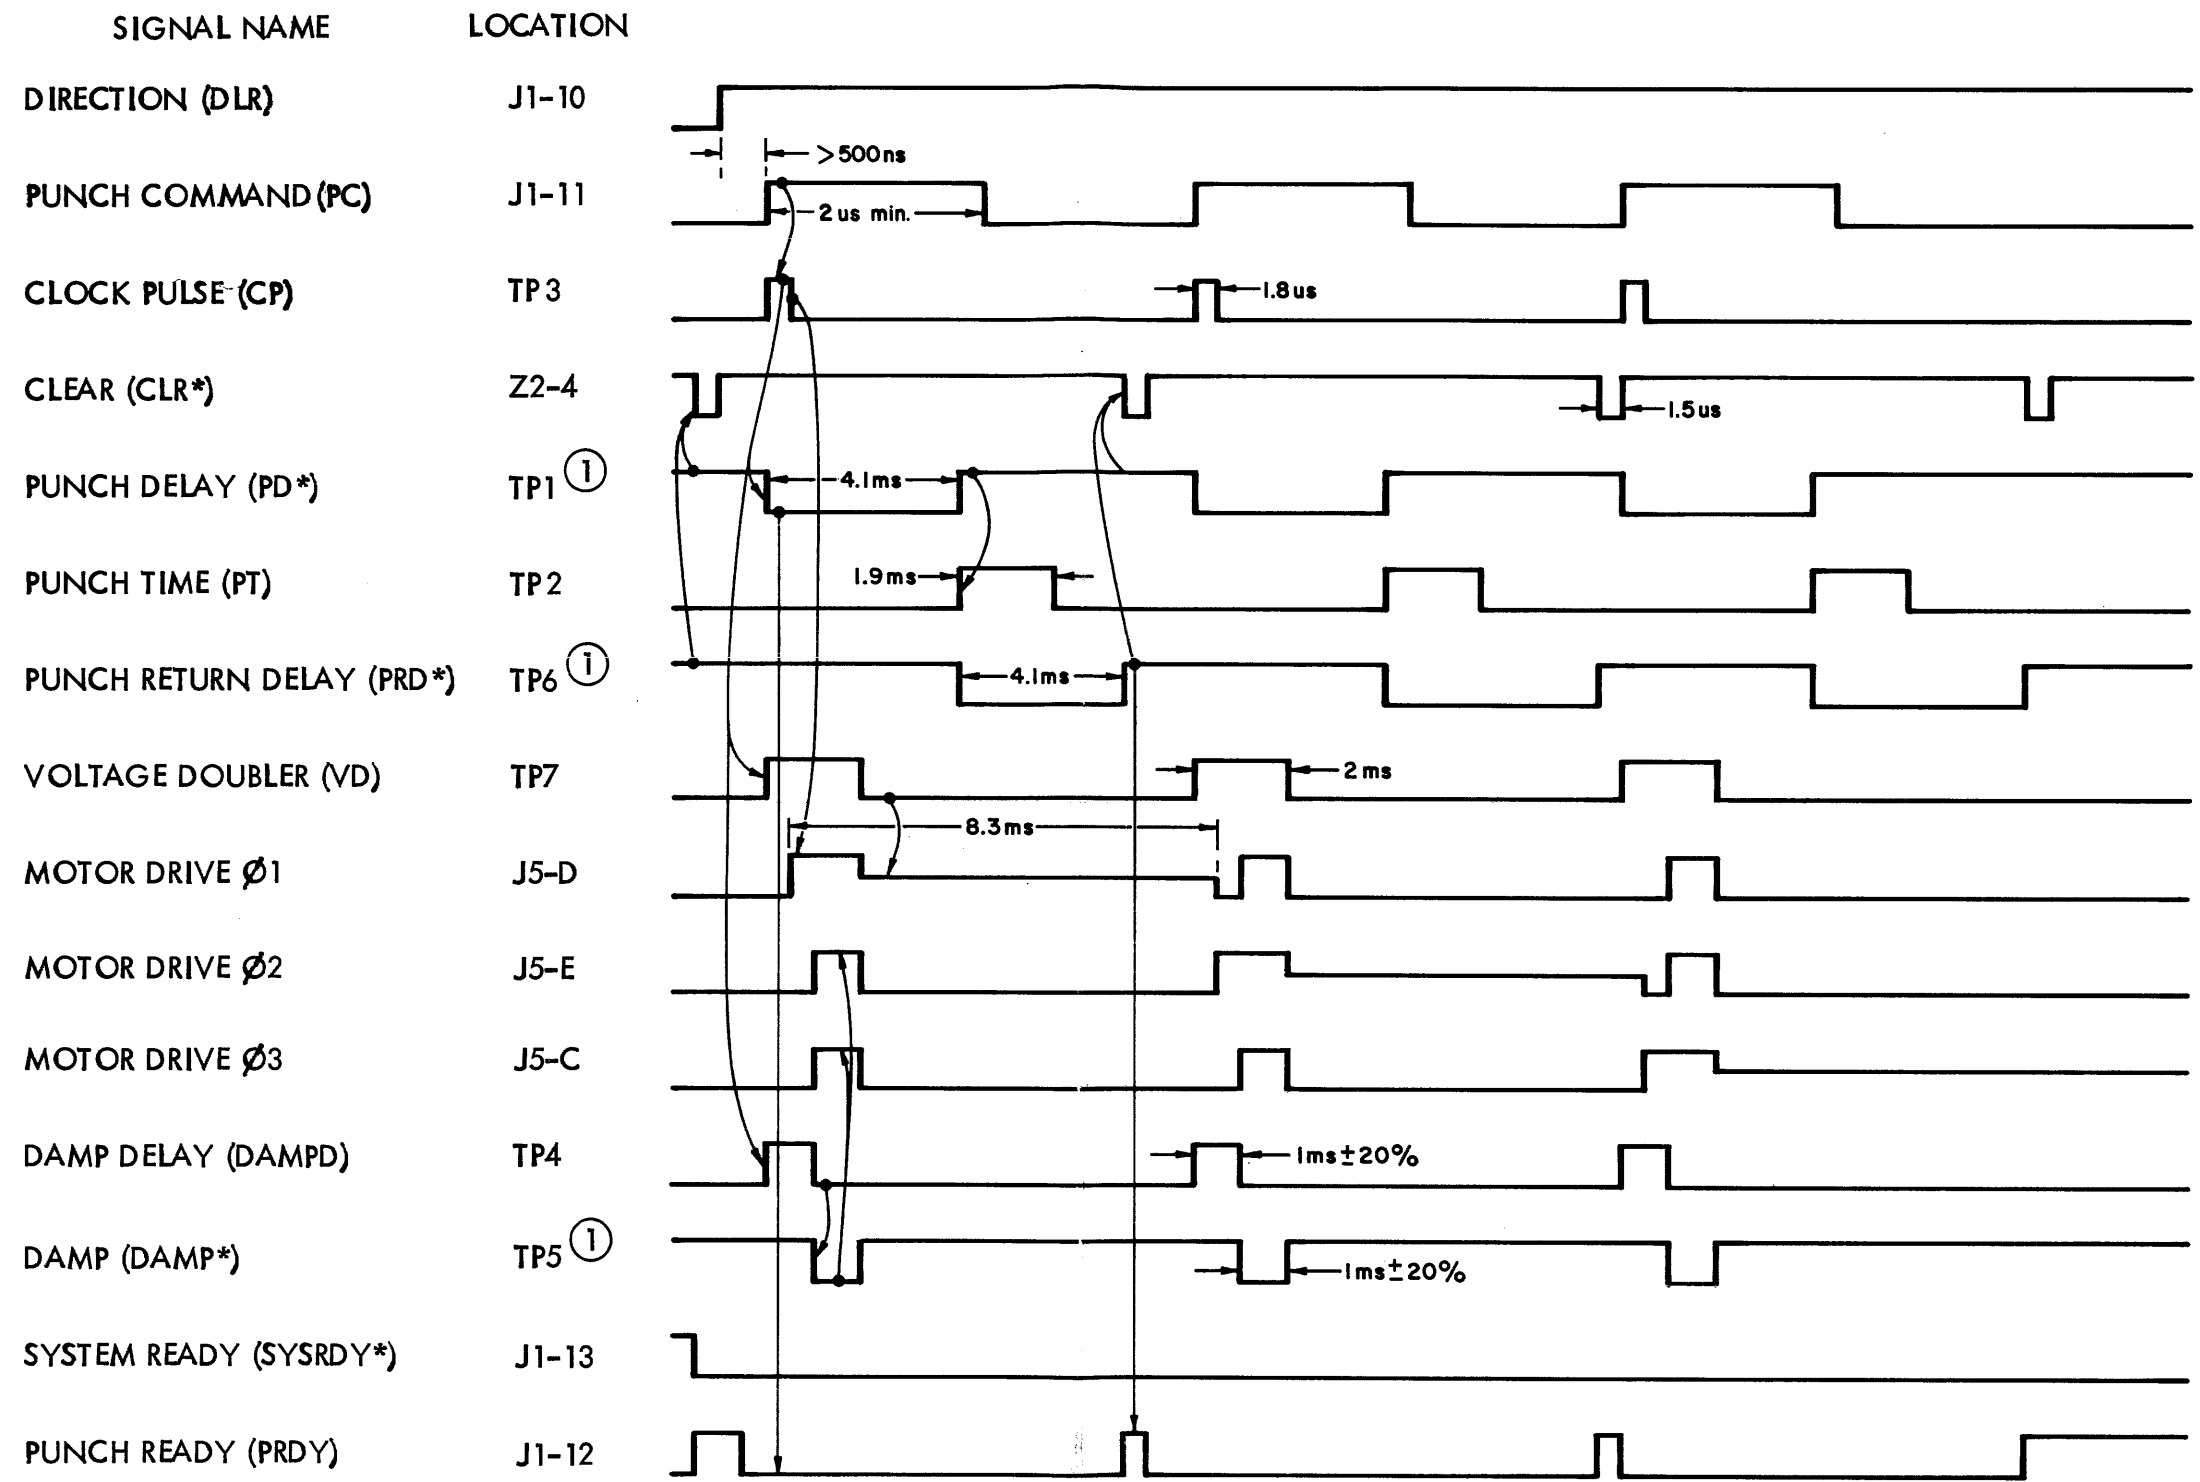 SIGNAL NAME LOCATION
DIRECTION (DLR) J1-10
>500ns
PUNCH COMMAND (PC) J1-11
2us min.
CLOCK PULSE (CP) TP3
1.8us
CLEAR (CLR*) Z2-4
1.5us
PUNCH DELAY (PD*) TP1 ①
4.1ms
PUNCH TIME (PT) TP2
1.9ms
PUNCH RETURN DELAY (PRD*) TP6 ①
4.1ms
VOLTAGE DOUBLER (VD) TP7
2ms
8.3ms
MOTOR DRIVE Ø1 J5-D
MOTOR DRIVE Ø2 J5-E
MOTOR DRIVE Ø3 J5-C
DAMP DELAY (DAMPD) TP4
1ms±20%
DAMP (DAMP*) TP5 ①
1ms±20%
SYSTEM READY (SYSRDY*) J1-13
PUNCH READY (PRDY) J1-12